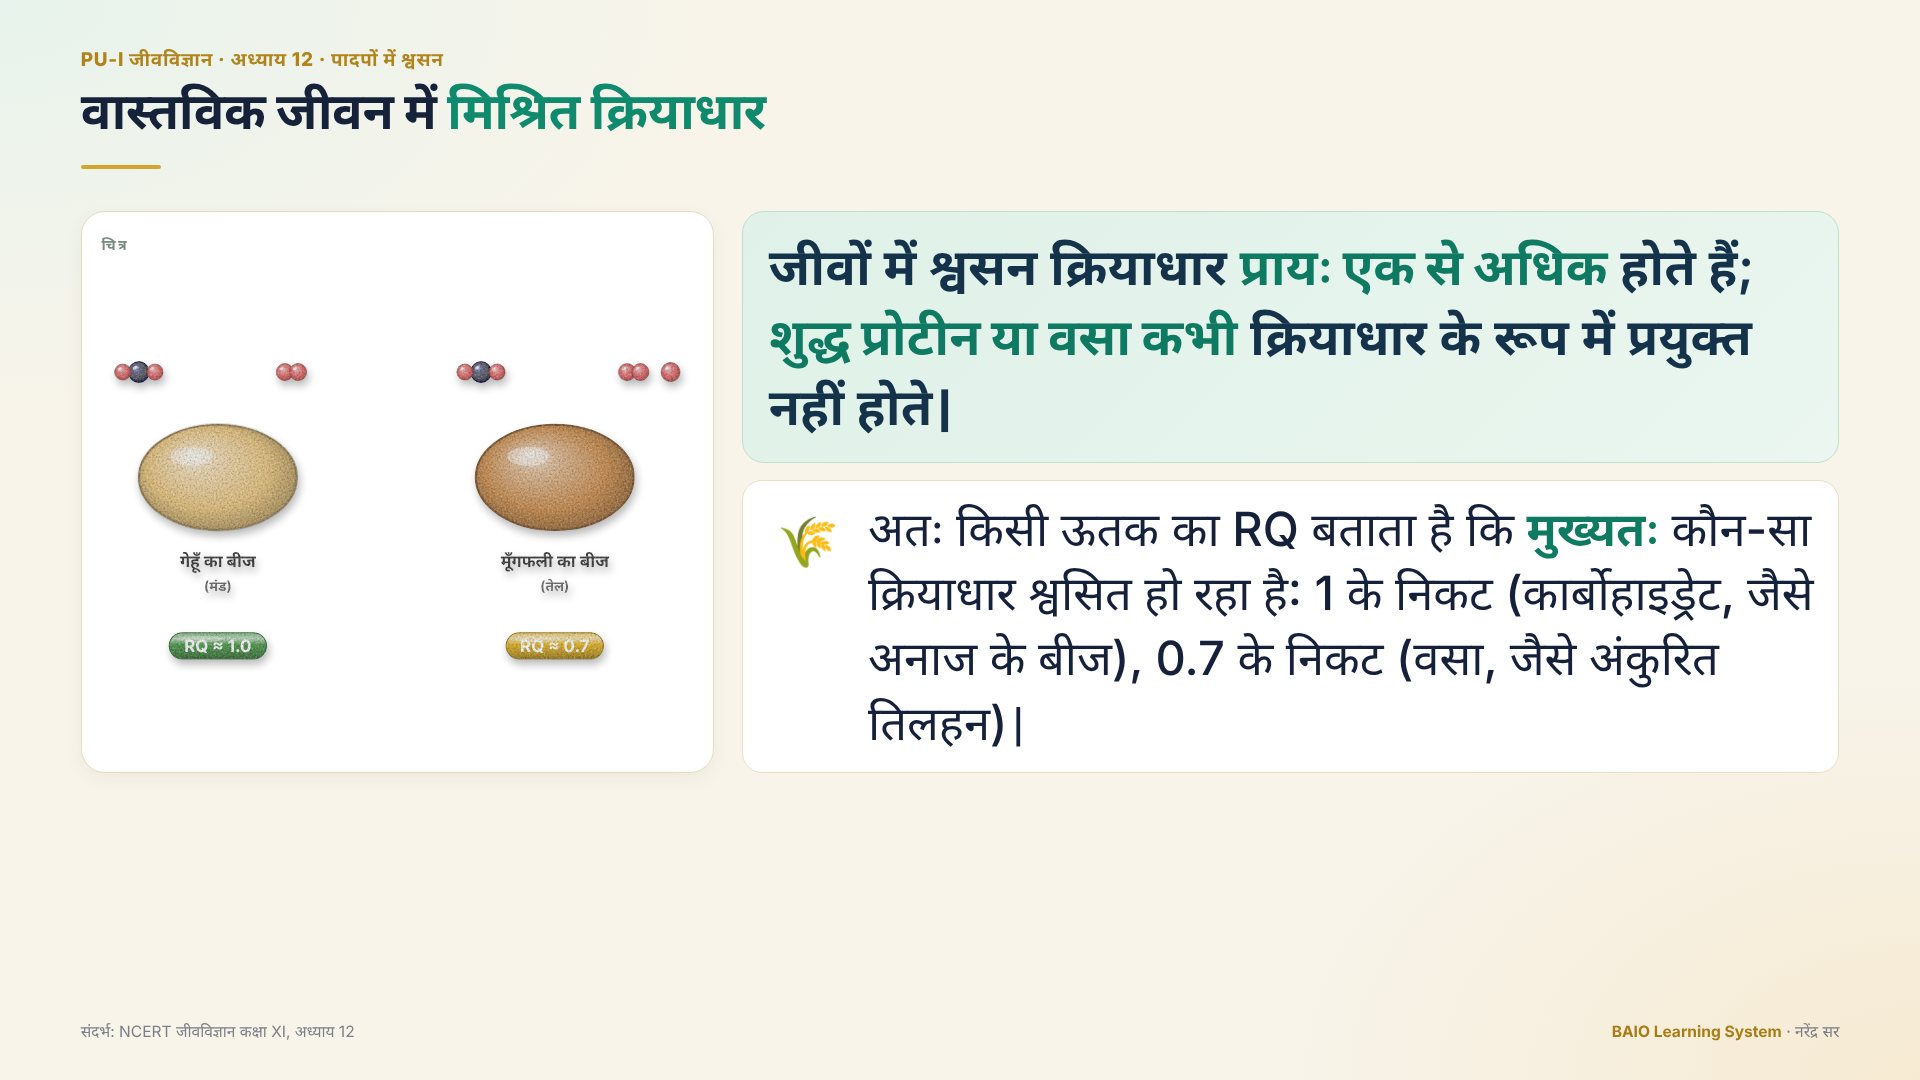 PU-I जीवविज्ञान · अध्याय 12 · पादपों में श्वसन
वास्तविक जीवन में मिश्रित क्रियाधार
चित्र
गेहूँ का बीज
(मंड)
RQ ≈ 1.0
मूँगफली का बीज
(तेल)
RQ ≈ 0.7
जीवों में श्वसन क्रियाधार प्रायः एक से अधिक होते हैं;
शुद्ध प्रोटीन या वसा कभी क्रियाधार के रूप में प्रयुक्त
नहीं होते|
अतः किसी ऊतक का RQ बताता है कि मुख्यतः कौन-सा
क्रियाधार श्वसित हो रहा है: 1 के निकट (कार्बोहाइड्रेट, जैसे
अनाज के बीज), 0.7 के निकट (वसा, जैसे अंकुरित
तिलहन)|
संदर्भ: NCERT जीवविज्ञान कक्षा XI, अध्याय 12
BAIO Learning System · नरेंद्र सर